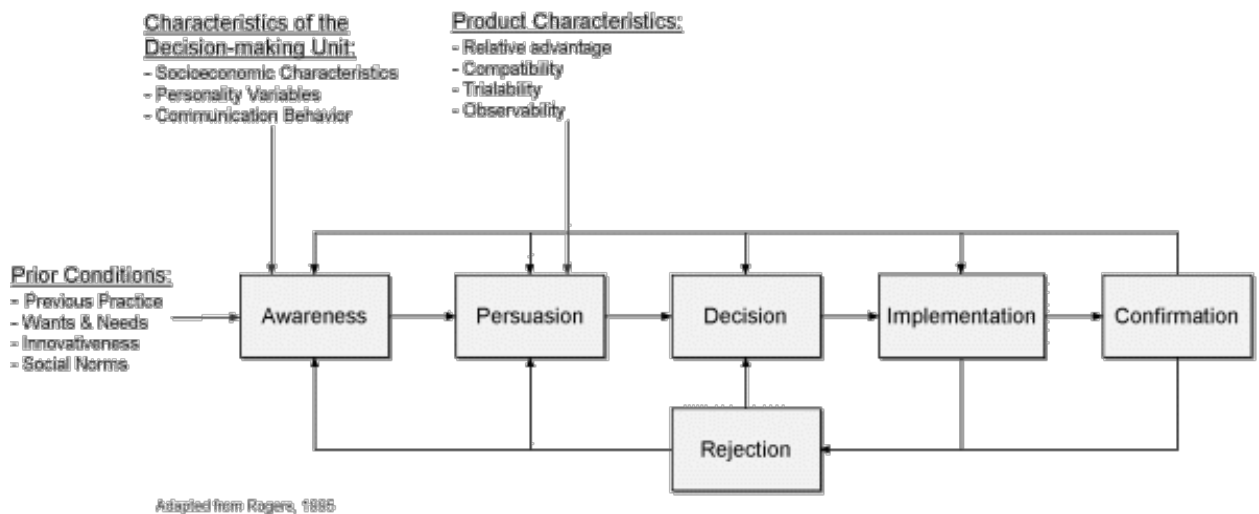 Characteristics of the
Decision-making Unit:
- Socioeconomic Characteristics
- Personality Variables
- Communication Behavior
Product Characteristics:
- Relative advantage
- Compatibility
- Trialability
- Observability
Prior Conditions:
- Previous Practice
- Wants & Needs
- Innovativeness
- Social Norms
Awareness
Persuasion
Decision
Implementation
Confirmation
Rejection
Adapted from Rogers,